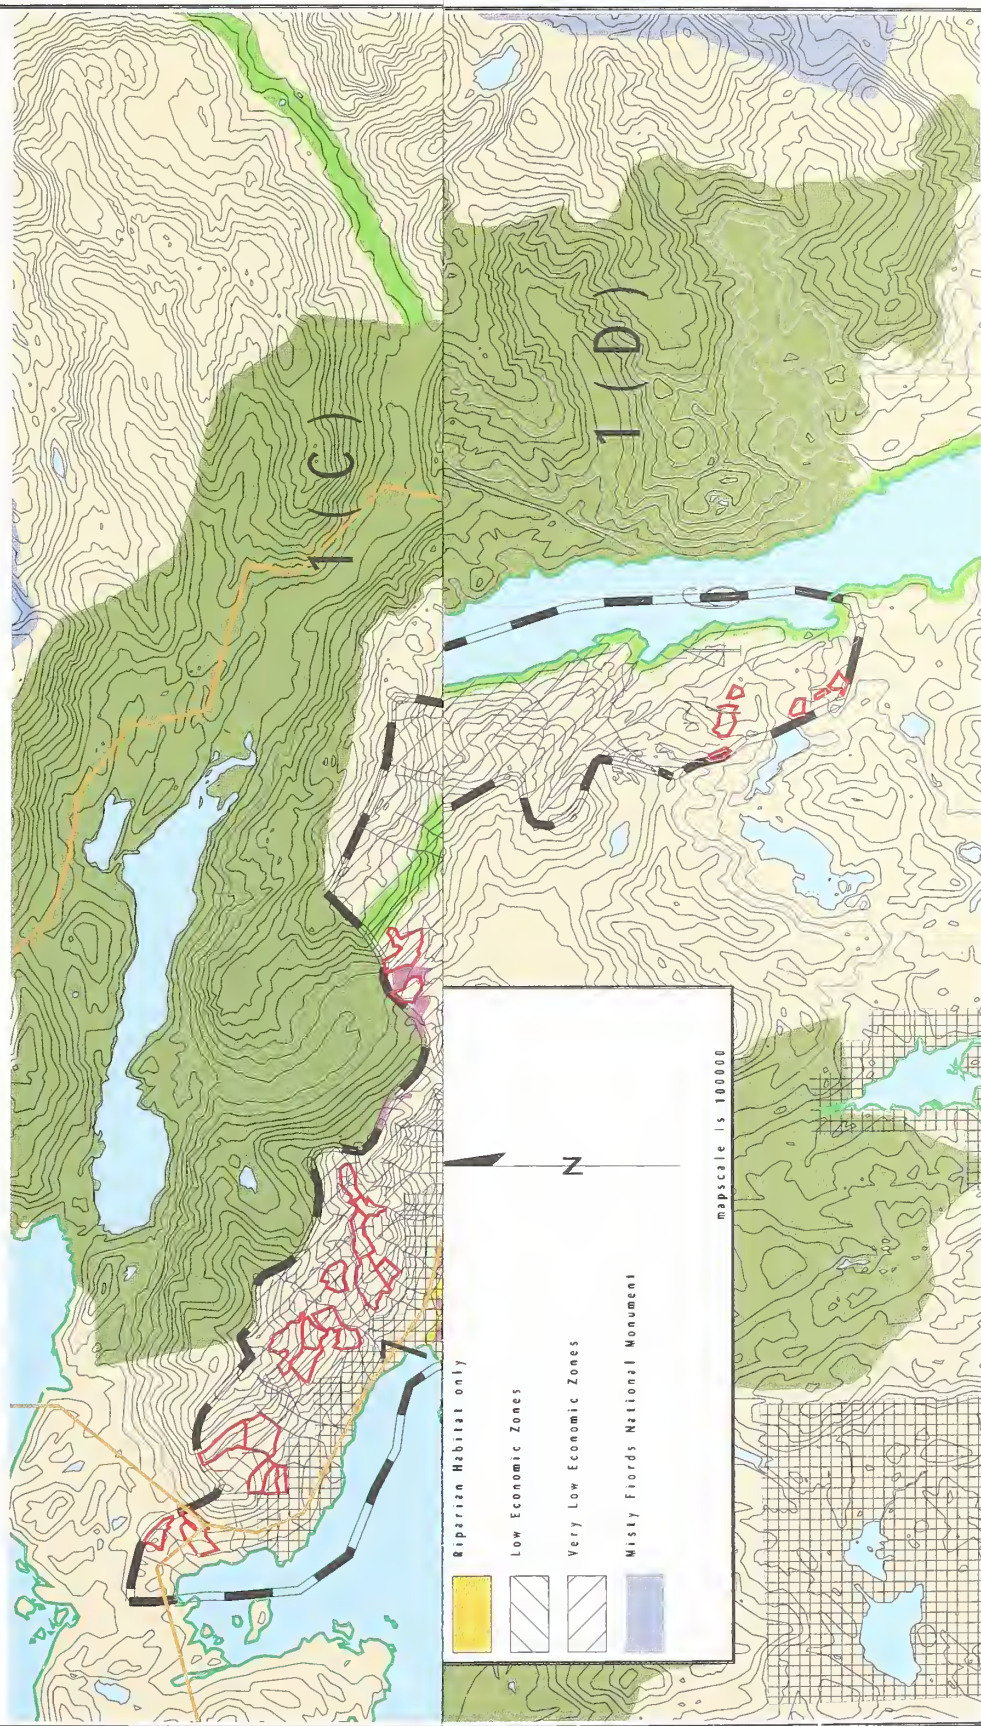 1(C)
1(D)
Riparian Habitat only
Low Economic Zones
Very Low Economic Zones
Misty Fiords National Monument
N
mapscale is 100000